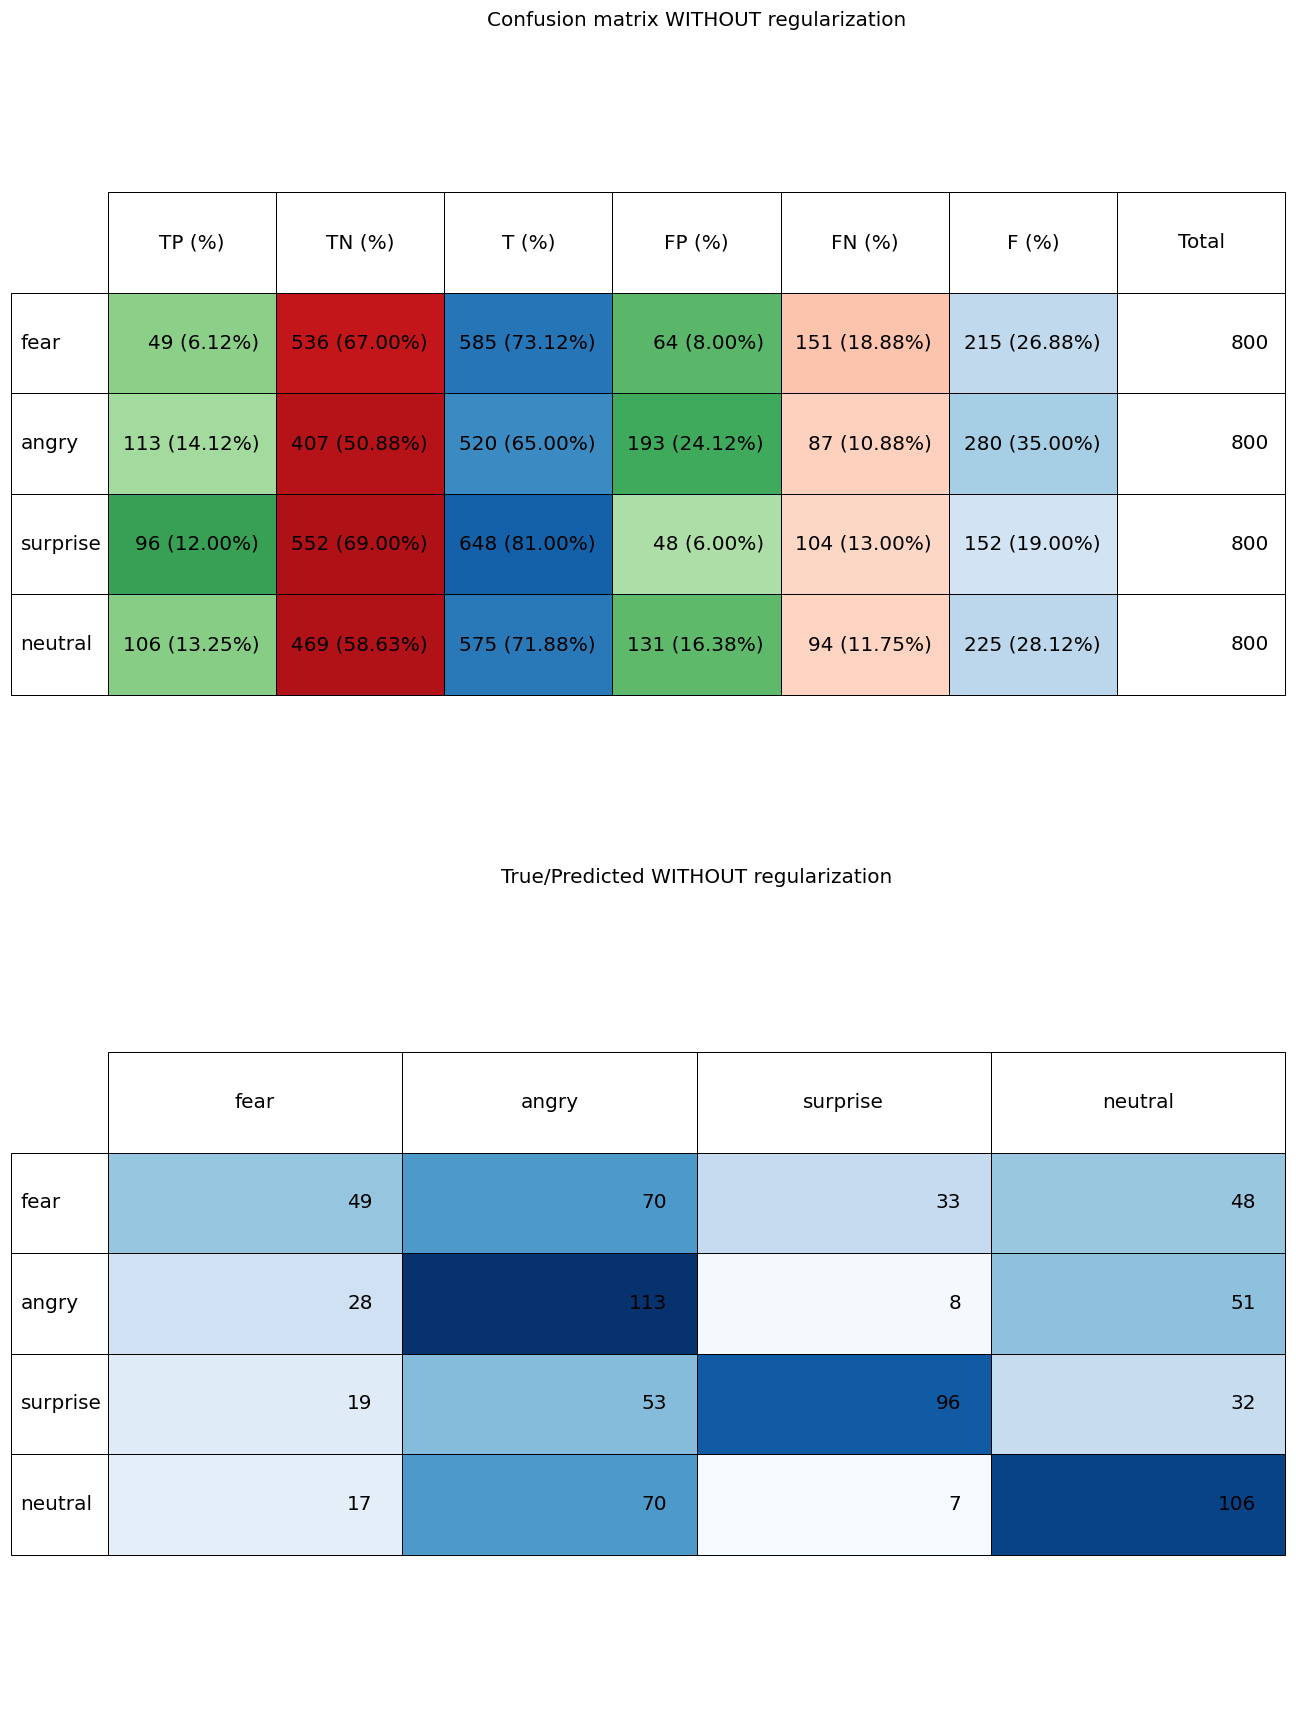 Confusion matrix WITHOUT regularization
TP (%) TN (%) T (%) FP (%) FN (%) F (%) Total
fear 49 (6.12%) 536 (67.00%) 585 (73.12%) 64 (8.00%) 151 (18.88%) 215 (26.88%) 800
angry 113 (14.12%) 407 (50.88%) 520 (65.00%) 193 (24.12%) 87 (10.88%) 280 (35.00%) 800
surprise 96 (12.00%) 552 (69.00%) 648 (81.00%) 48 (6.00%) 104 (13.00%) 152 (19.00%) 800
neutral 106 (13.25%) 469 (58.63%) 575 (71.88%) 131 (16.38%) 94 (11.75%) 225 (28.12%) 800
True/Predicted WITHOUT regularization
fear angry surprise neutral
fear 49 70 33 48
angry 28 113 8 51
surprise 19 53 96 32
neutral 17 70 7 106